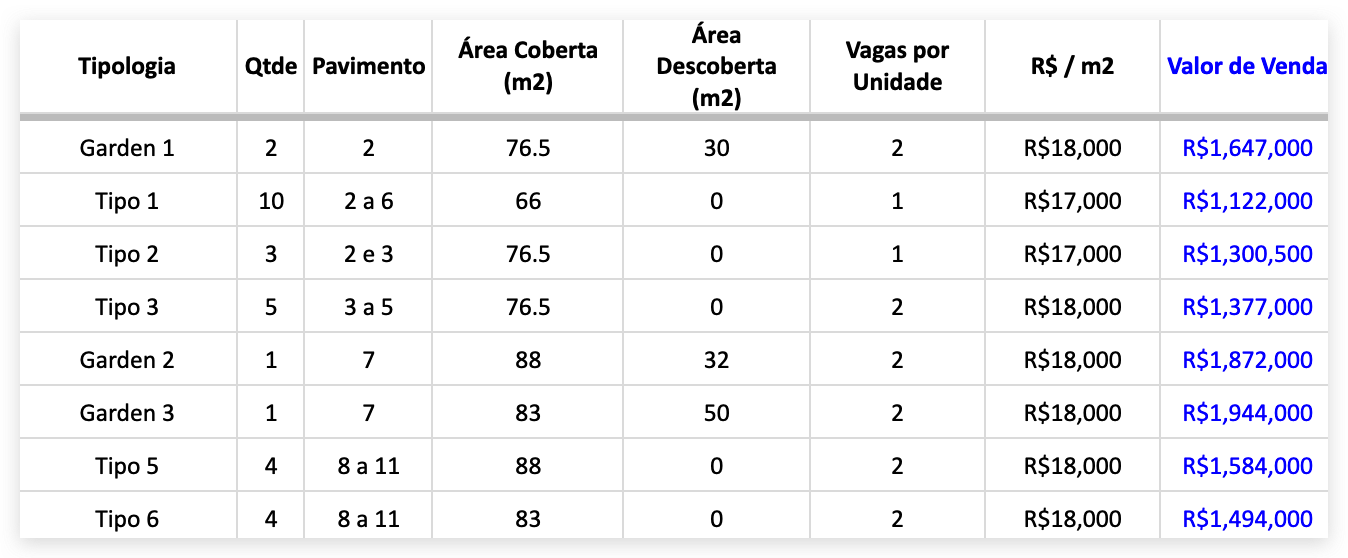 Tipologia Qtde Pavimento Área Coberta (m2) Área Descoberta (m2) Vagas por Unidade R$ / m2 Valor de Venda
Garden 1 2 2 76.5 30 2 R$18,000 R$1,647,000
Tipo 1 10 2 a 6 66 0 1 R$17,000 R$1,122,000
Tipo 2 3 2 e 3 76.5 0 1 R$17,000 R$1,300,500
Tipo 3 5 3 a 5 76.5 0 2 R$18,000 R$1,377,000
Garden 2 1 7 88 32 2 R$18,000 R$1,872,000
Garden 3 1 7 83 50 2 R$18,000 R$1,944,000
Tipo 5 4 8 a 11 88 0 2 R$18,000 R$1,584,000
Tipo 6 4 8 a 11 83 0 2 R$18,000 R$1,494,000